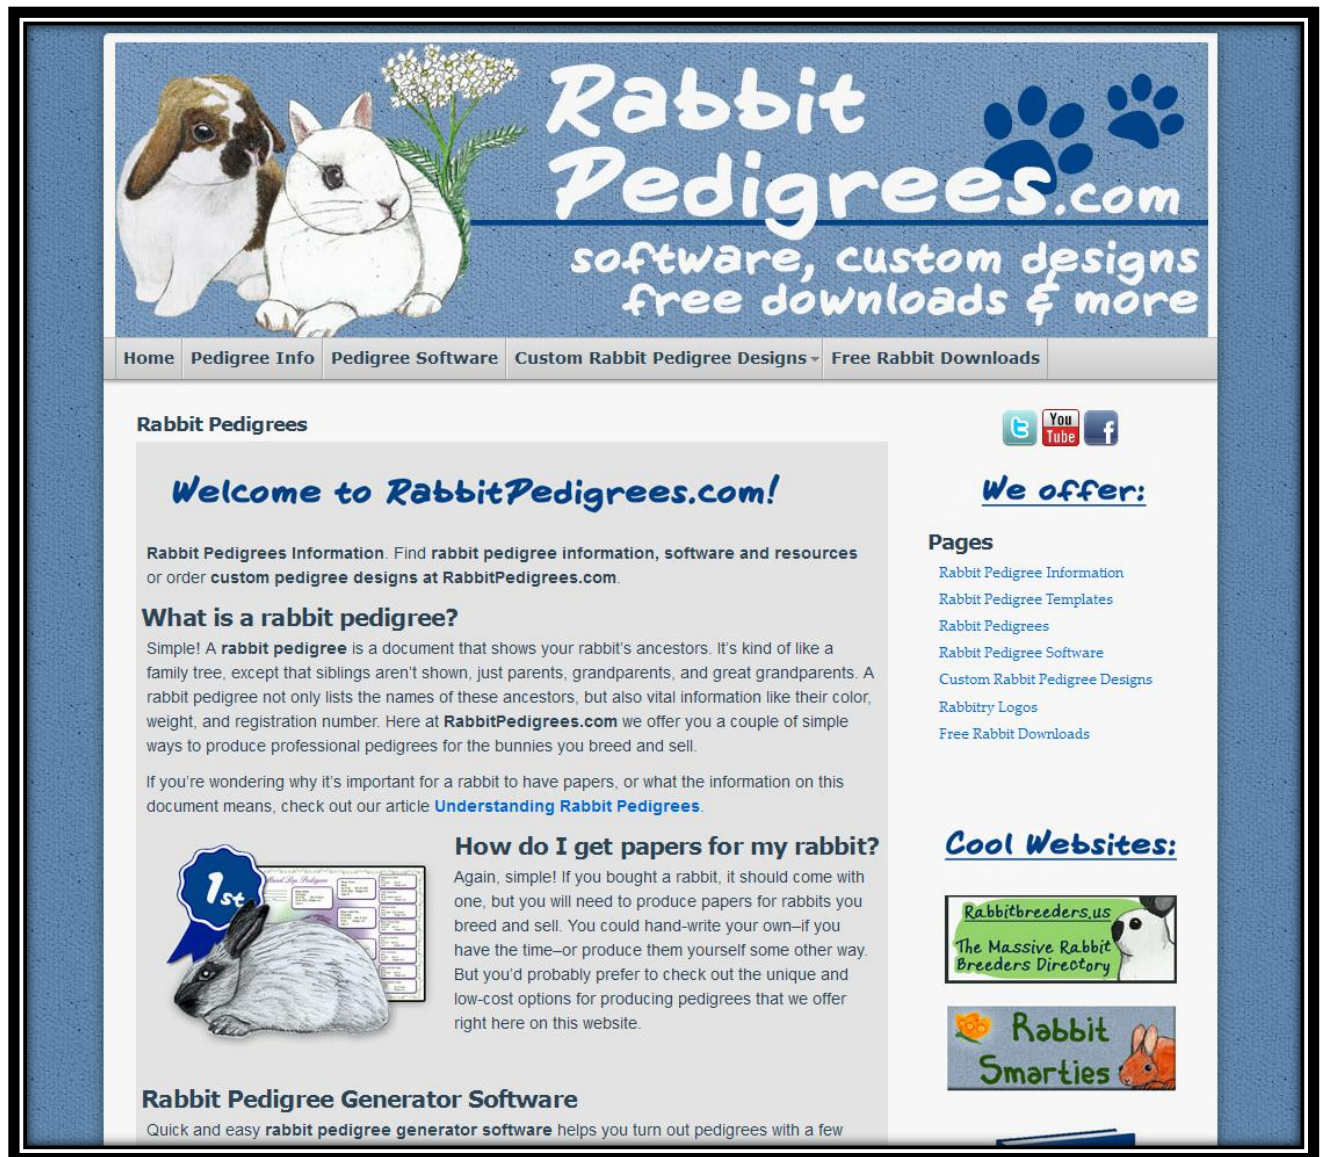 Rabbit
Pedigrees.com
software, custom designs
free downloads & more
Home
Pedigree Info
Pedigree Software
Custom Rabbit Pedigree Designs
Free Rabbit Downloads
Rabbit Pedigrees
Welcome to RabbitPedigrees.com!
Rabbit Pedigrees Information. Find rabbit pedigree information, software and resources
or order custom pedigree designs at RabbitPedigrees.com.
What is a rabbit pedigree?
Simple! A rabbit pedigree is a document that shows your rabbit's ancestors. It's kind of like a
family tree, except that siblings aren't shown, just parents, grandparents, and great grandparents. A
rabbit pedigree not only lists the names of these ancestors, but also vital information like their color,
weight, and registration number. Here at RabbitPedigrees.com we offer you a couple of simple
ways to produce professional pedigrees for the bunnies you breed and sell.
If you're wondering why it's important for a rabbit to have papers, or what the information on this
document means, check out our article Understanding Rabbit Pedigrees.
1st
How do I get papers for my rabbit?
Again, simple! If you bought a rabbit, it should come with
one, but you will need to produce papers for rabbits you
breed and sell. You could hand-write your own–if you
have the time–or produce them yourself some other way.
But you'd probably prefer to check out the unique and
low-cost options for producing pedigrees that we offer
right here on this website.
Rabbit Pedigree Generator Software
Quick and easy rabbit pedigree generator software helps you turn out pedigrees with a few
You
Tube
We offer:
Pages
Rabbit Pedigree Information
Rabbit Pedigree Templates
Rabbit Pedigrees
Rabbit Pedigree Software
Custom Rabbit Pedigree Designs
Rabbitry Logos
Free Rabbit Downloads
Cool Websites:
Rabbitbreeders.us
The Massive Rabbit
Breeders Directory
Rabbit
Smarties